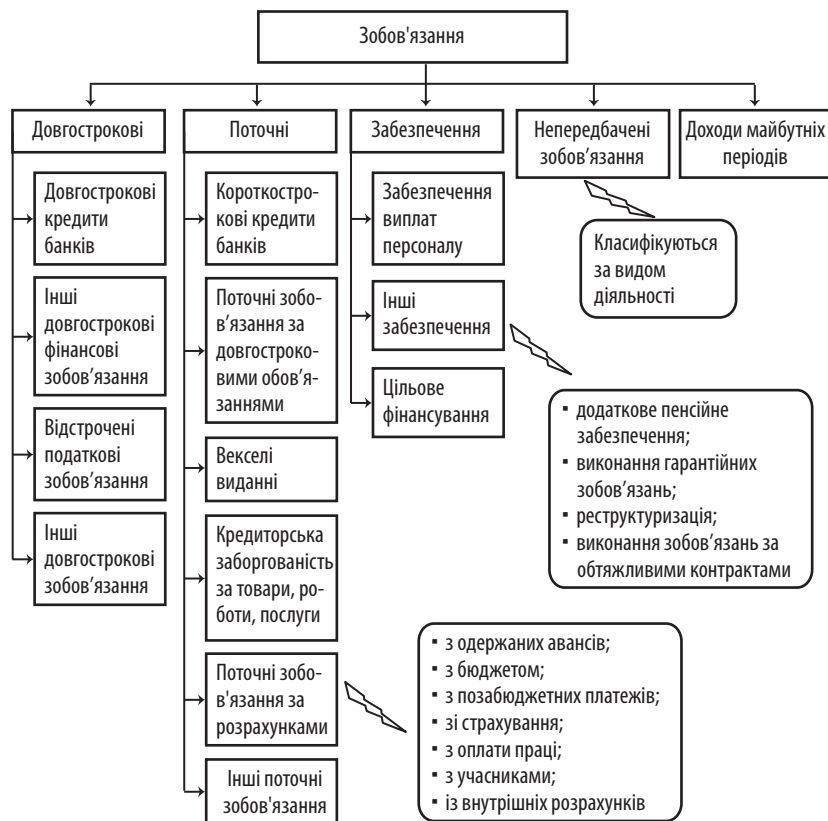 Зобов'язання
Довгострокові
Поточні
Забезпечення
Непередбачені
зобов’язання
Доходи майбутніх
періодів
Довгострокові
кредити
банків
Інші
довгострокові
фінансові
зобов’язання
Відстрочені
податкові
зобов’язання
Інші
довгострокові
зобов’язання
Короткостро-
кові кредити
банків
Поточні зобо-
в’язання за
довгостроко-
вими обов’я-
заннями
Векселі
виданні
Кредиторська
заборгованість
за товари, ро-
боти, послуги
Поточні зобо-
в'язання за
розрахунками
Інші поточні
зобов'язання
Забезпечення
виплат
персоналу
Інші
забезпечення
Цільове
фінансування
Класифікуються
за видом
діяльності
▪ додаткове пенсійне
забезпечення;
▪ виконання гарантійних
зобов’язань;
▪ реструктуризація;
▪ виконання зобов’язань за
обтяжливими контрактами
▪ з одержаних авансів;
▪ з бюджетом;
▪ з позабюджетних платежів;
▪ зі страхування;
▪ з оплати праці;
▪ з учасниками;
▪ із внутрішніх розрахунків